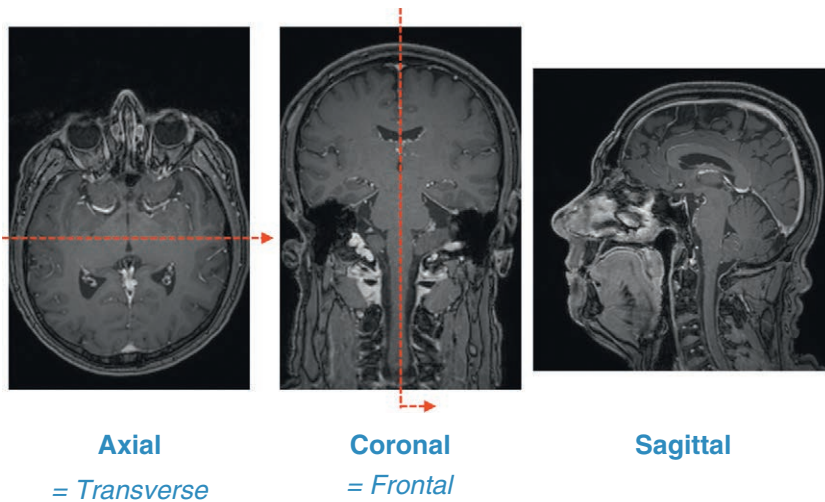 Axial
= Transverse
Coronal
= Frontal
Sagittal